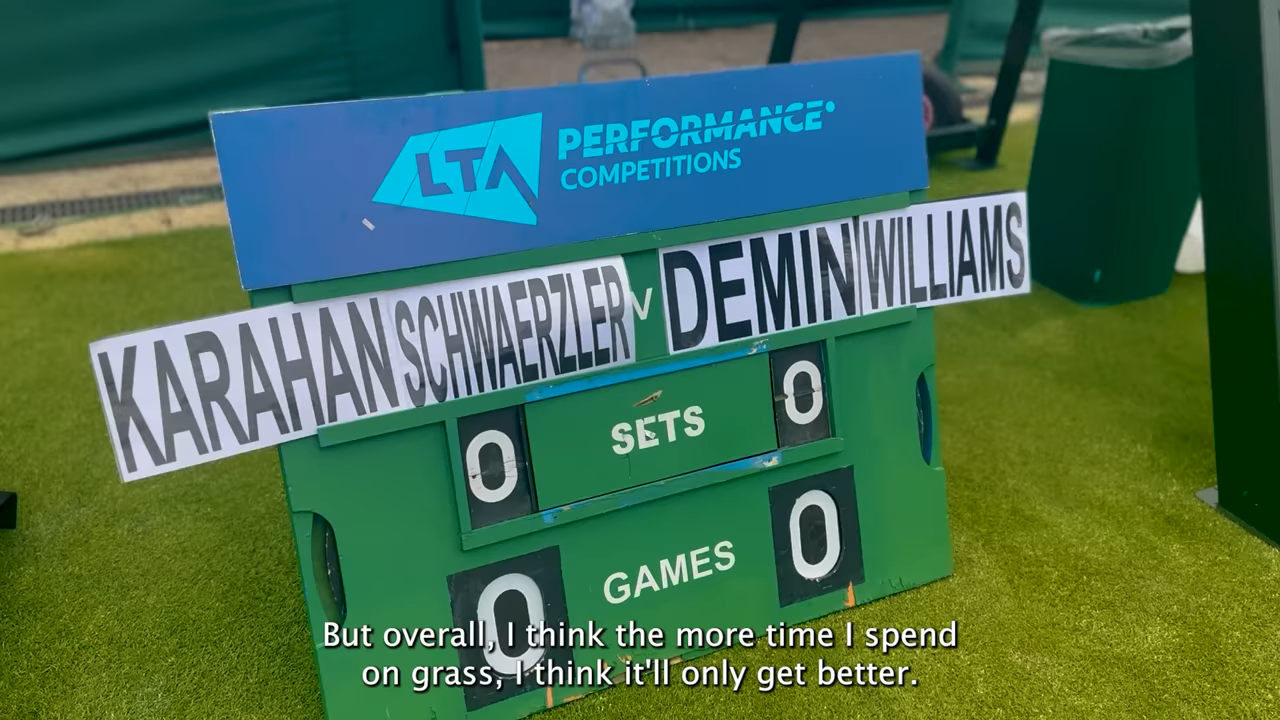 LTA PERFORMANCE
COMPETITIONS
KARAHAN SCHWAERZLER V DEMIN WILLIAMS
0 SETS 0
0 GAMES 0
But overall, I think the more time I spend
on grass, I think it'll only get better.